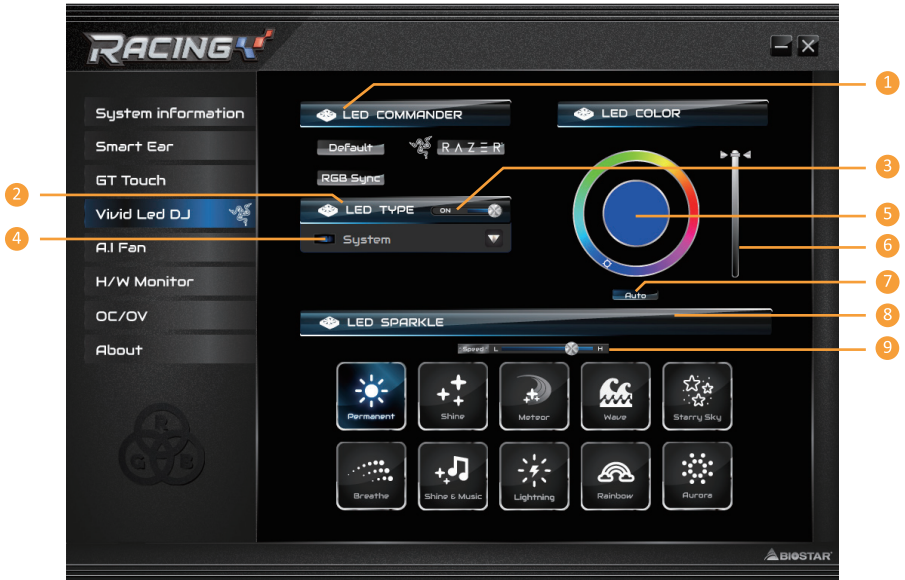 RACING
System information
Smart Ear
GT Touch
Vivid Led DJ
A.I Fan
H/W Monitor
OC/OV
About
R
G B
LED COMMANDER
Default
RAZER
RGB Sync
LED TYPE ON
System
LED COLOR
Auto
LED SPARKLE
Speed L H
Permanent
Shine
Meteor
Wave
Starry Sky
Breathe
Shine & Music
Lightning
Rainbow
Aurora
BIOSTAR
1
2
3
4
5
6
7
8
9